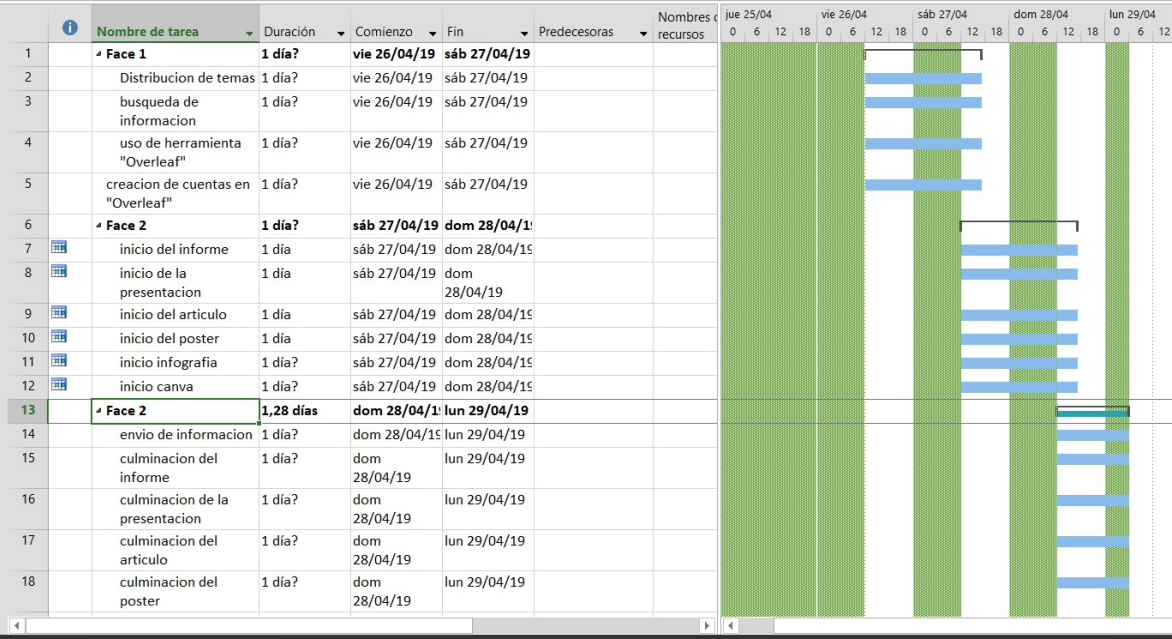 Nombres
jue 25/04 vie 26/04 sáb 27/04 dom 28/04 lun 29/04
Nombre de tarea Duración Comienzo Fin Predecesoras recursos
0 6 12 18 0 6 12 18 0 6 12 18 0 6 12 18 0 6 12
1 Face 1 1 día? vie 26/04/19 sáb 27/04/19
2 Distribucion de temas 1 día? vie 26/04/19 sáb 27/04/19
3 busqueda de 1 día? vie 26/04/19 sáb 27/04/19
informacion
4 uso de herramienta 1 día? vie 26/04/19 sáb 27/04/19
"Overleaf"
5 creacion de cuentas en 1 día? vie 26/04/19 sáb 27/04/19
"Overleaf"
6 Face 2 1 día? sáb 27/04/19 dom 28/04/1
7 inicio del informe 1 día sáb 27/04/19 dom 28/04/19
8 inicio de la 1 día sáb 27/04/19 dom
presentacion 28/04/19
9 inicio del articulo 1 día sáb 27/04/19 dom 28/04/19
10 inicio del poster 1 día sáb 27/04/19 dom 28/04/19
11 inicio infografia 1 día? sáb 27/04/19 dom 28/04/19
12 inicio canva 1 día? sáb 27/04/19 dom 28/04/19
13 Face 2 1,28 días dom 28/04/1 lun 29/04/19
14 envio de informacion 1 día? dom 28/04/19 lun 29/04/19
15 culminacion del 1 día? dom lun 29/04/19
informe 28/04/19
16 culminacion de la 1 día? dom lun 29/04/19
presentacion 28/04/19
17 culminacion del 1 día? dom lun 29/04/19
articulo 28/04/19
18 culminacion del 1 día? dom lun 29/04/19
poster 28/04/19